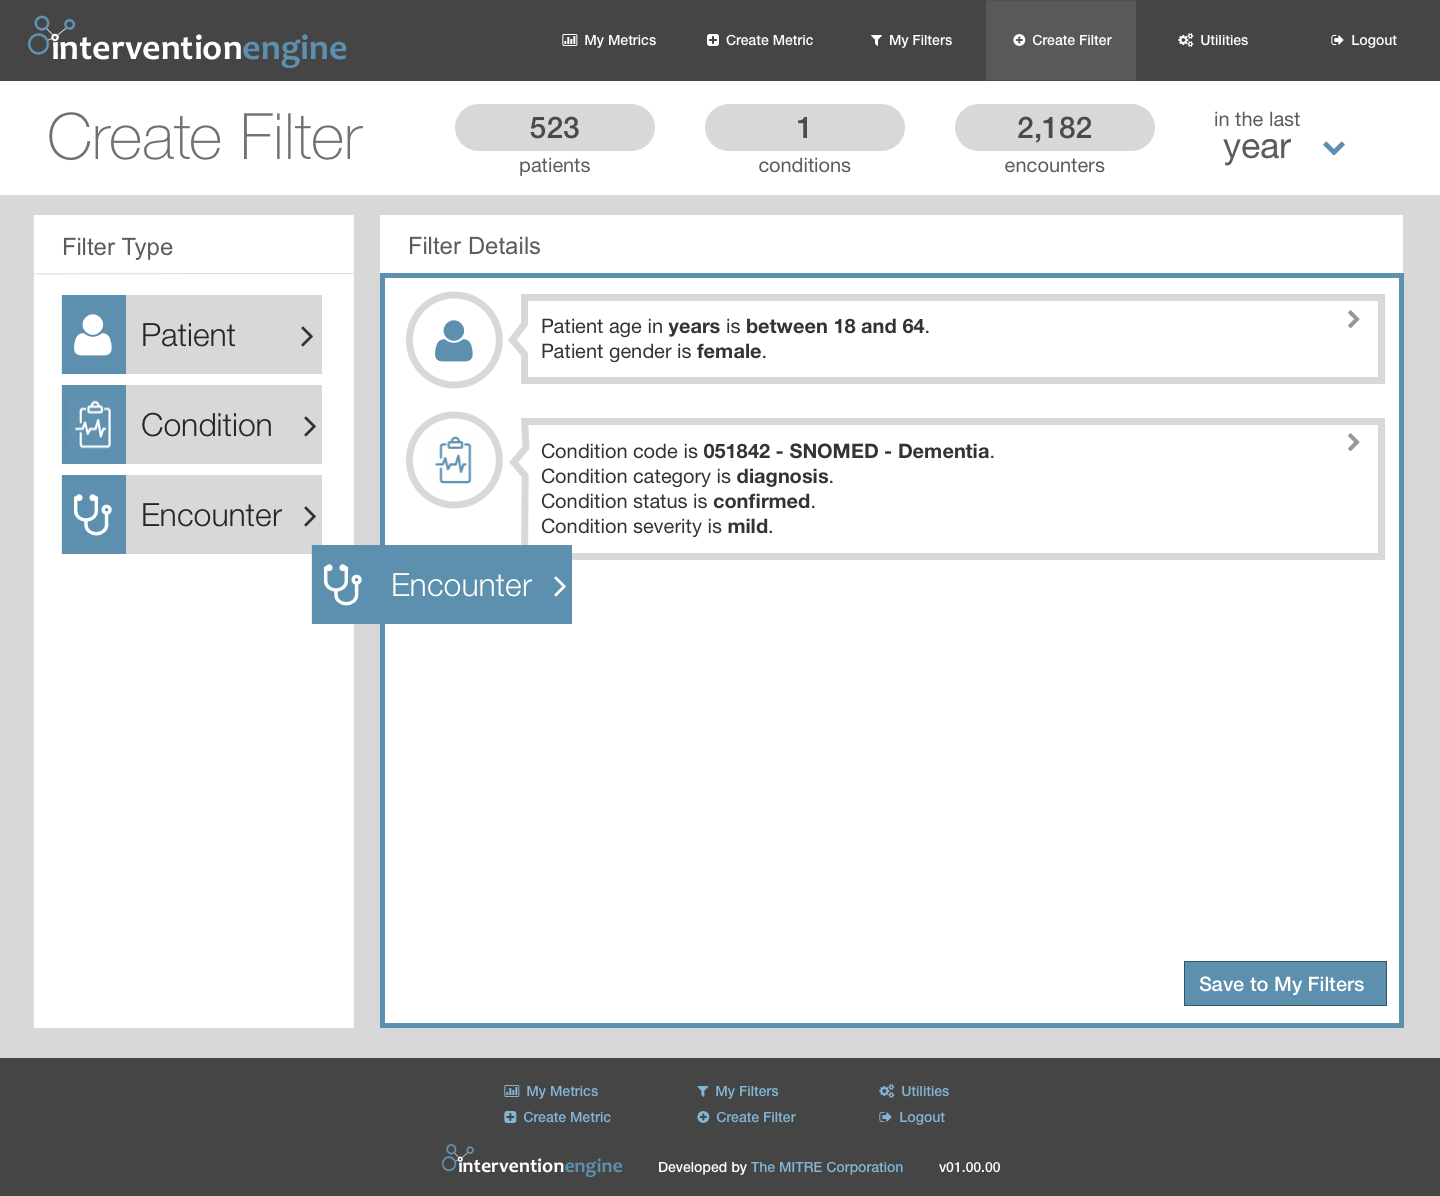 interventionengine
My Metrics
Create Metric
My Filters
Create Filter
Utilities
Logout
Create Filter
523
patients
1
conditions
2,182
encounters
in the last
year
Filter Type
Patient
Condition
Encounter
Filter Details
Patient age in years is between 18 and 64.
Patient gender is female.
Condition code is 051842 - SNOMED - Dementia.
Condition category is diagnosis.
Condition status is confirmed.
Condition severity is mild.
Encounter
Save to My Filters
My Metrics
My Filters
Utilities
Create Metric
Create Filter
Logout
interventionengine
Developed by The MITRE Corporation
v01.00.00